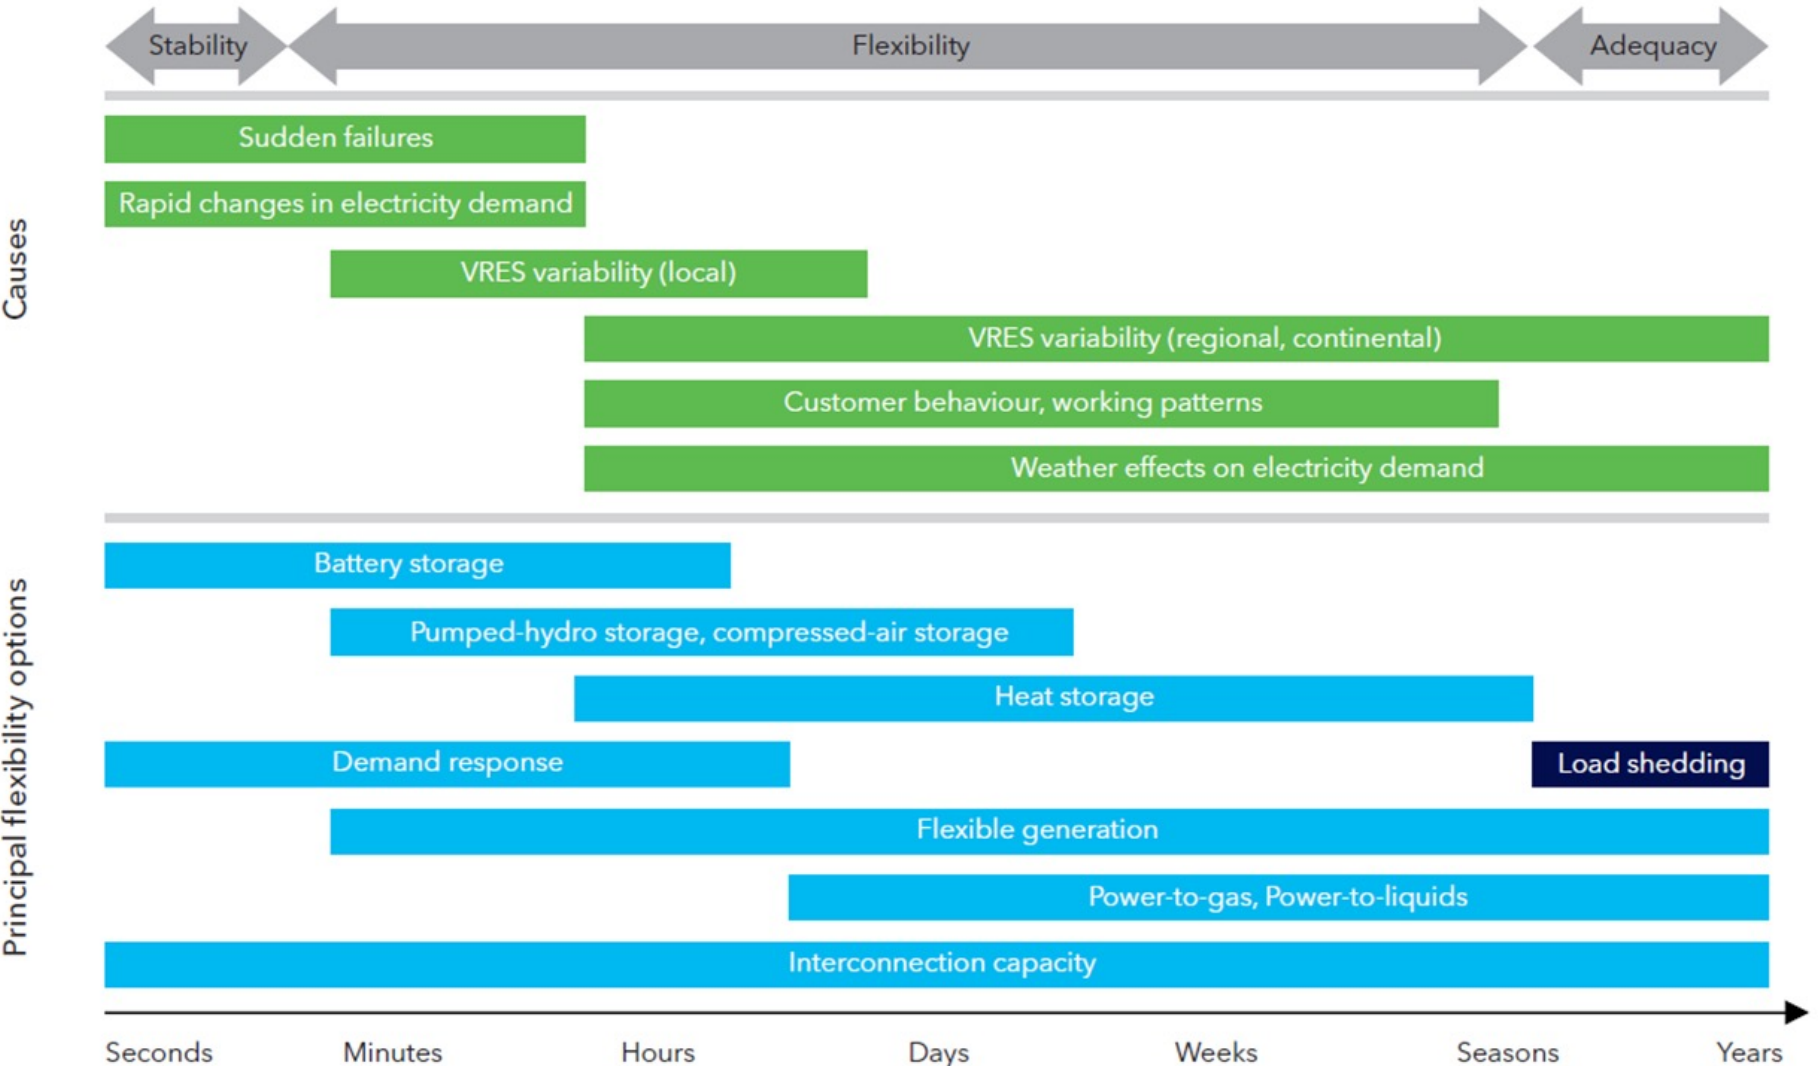 Stability
Flexibility
Adequacy
Causes
Sudden failures
Rapid changes in electricity demand
VRES variability (local)
VRES variability (regional, continental)
Customer behaviour, working patterns
Weather effects on electricity demand
Principal flexibility options
Battery storage
Pumped-hydro storage, compressed-air storage
Heat storage
Demand response
Load shedding
Flexible generation
Power-to-gas, Power-to-liquids
Interconnection capacity
Seconds
Minutes
Hours
Days
Weeks
Seasons
Years